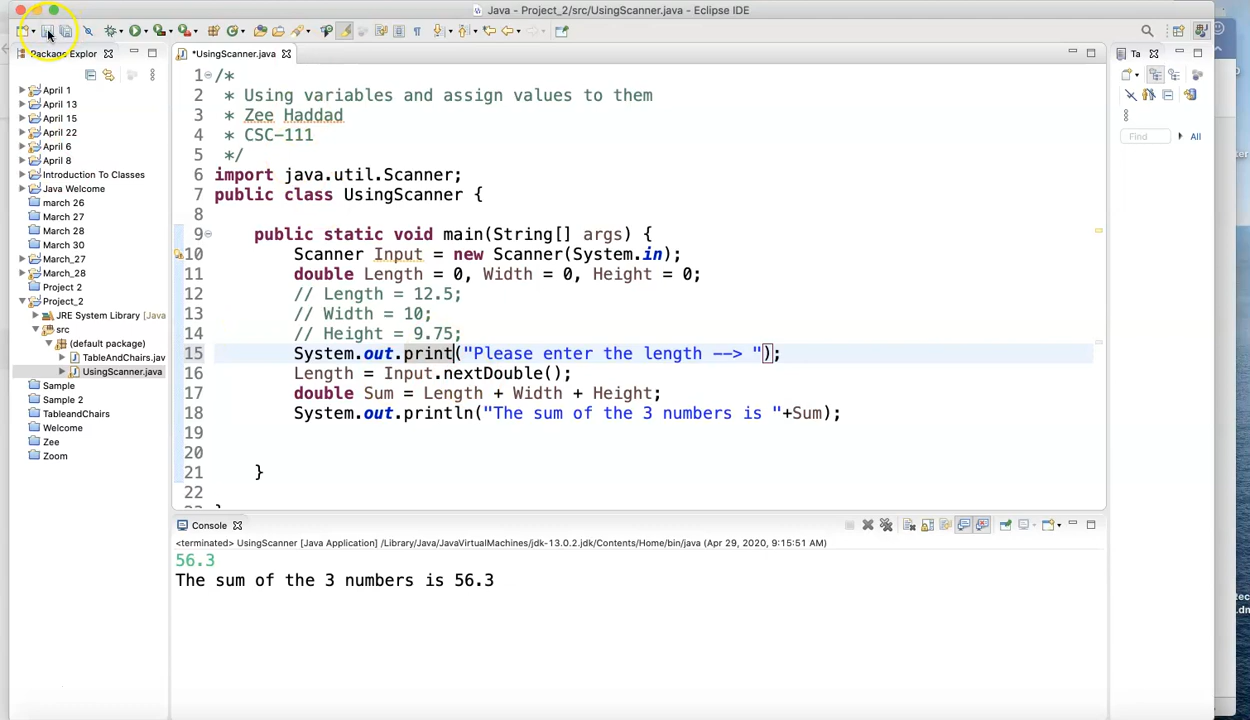 Java - Project_2/src/UsingScanner.java - Eclipse IDE
Package Explor
*UsingScanner.java
Ta
April 1
April 13
April 15
April 22
April 6
April 8
Introduction To Classes
Java Welcome
march 26
March 27
March 28
March 30
March_27
March_28
Project 2
Project_2
JRE System Library [Java
src
(default package)
TableAndChairs.jav
UsingScanner.java
Sample
Sample 2
TableandChairs
Welcome
Zee
Zoom
1 /*
2  * Using variables and assign values to them
3  * Zee Haddad
4  * CSC-111
5  */
6 import java.util.Scanner;
7 public class UsingScanner {
8
9     public static void main(String[] args) {
10         Scanner Input = new Scanner(System.in);
11         double Length = 0, Width = 0, Height = 0;
12         // Length = 12.5;
13         // Width = 10;
14         // Height = 9.75;
15         System.out.print("Please enter the length --> ");
16         Length = Input.nextDouble();
17         double Sum = Length + Width + Height;
18         System.out.println("The sum of the 3 numbers is "+Sum);
19
20
21     }
22
Find
All
Console
<terminated> UsingScanner [Java Application] /Library/Java/JavaVirtualMachines/jdk-13.0.2.jdk/Contents/Home/bin/java (Apr 29, 2020, 9:15:51 AM)
56.3
The sum of the 3 numbers is 56.3